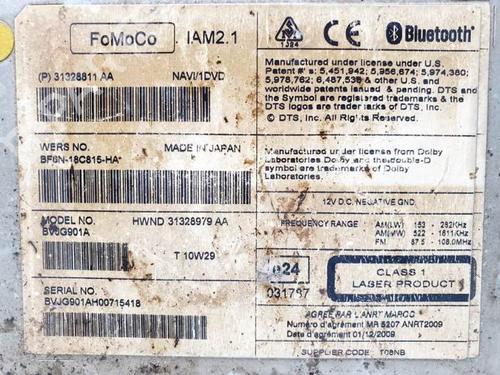 FoMoCo
IAM2.1
(P) 31328811 AA
NAVI/1DVD
WERS NO.
MADE IN JAPAN
BF6N-18C815-HA*
MODEL NO.
HWND 31328979 AA
BVJG901A
T 10W29
SERIAL NO.
BVJG901AH00715418
1424
CE
Bluetooth
Manufactured under license under U.S.
Patent #'s: 5,451,942; 5,956,674; 5,974,380;
5,978,762; 6,487,535 & other U.S. and
worldwide patents issued & pending. DTS and
the Symbol are registered trademarks & the
DTS logos are trademarks of DTS, Inc.
© DTS, Inc. All Rights Reserved.
Manufactured under license from Dolby
Laboratories Dolby and the double-D
symbol are trademarks of Dolby
Laboratories.
12V D.C. NEGATIVE GND.
FREQUENCY RANGE
AM(LW) 153 - 282KHz
AM(MW) 522 - 1611KHz
FM 87.5 - 108.0MHz
e24
031767
CLASS 1
LASER PRODUCT
AGREE PAR L'ANRT MAROC
Numéro d'agrément MR 5207 ANRT2009
Date d'agrément 01/12/2009
SUPPLIER CODE T08NB